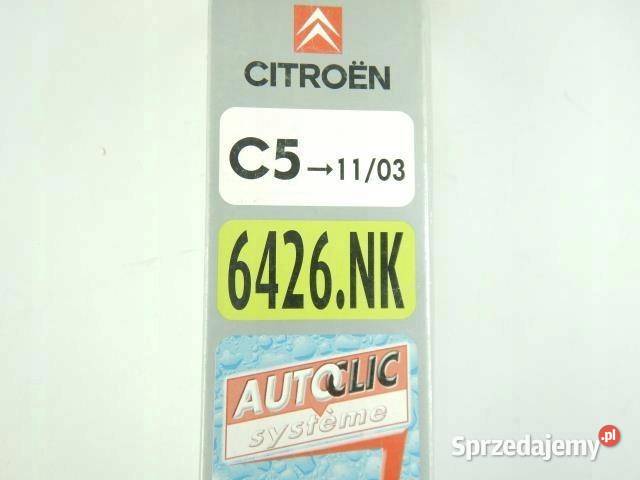 CITROËN
C5 →11/03
6426.NK
AUTOCLIC
système
Sprzedajemy.pl